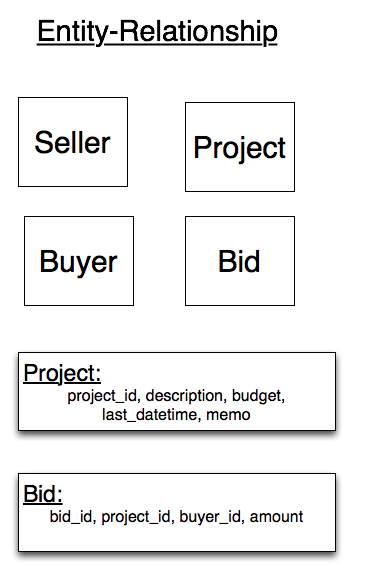 Entity-Relationship
Seller
Project
Buyer
Bid
Project:
project_id, description, budget,
last_datetime, memo
Bid:
bid_id, project_id, buyer_id, amount